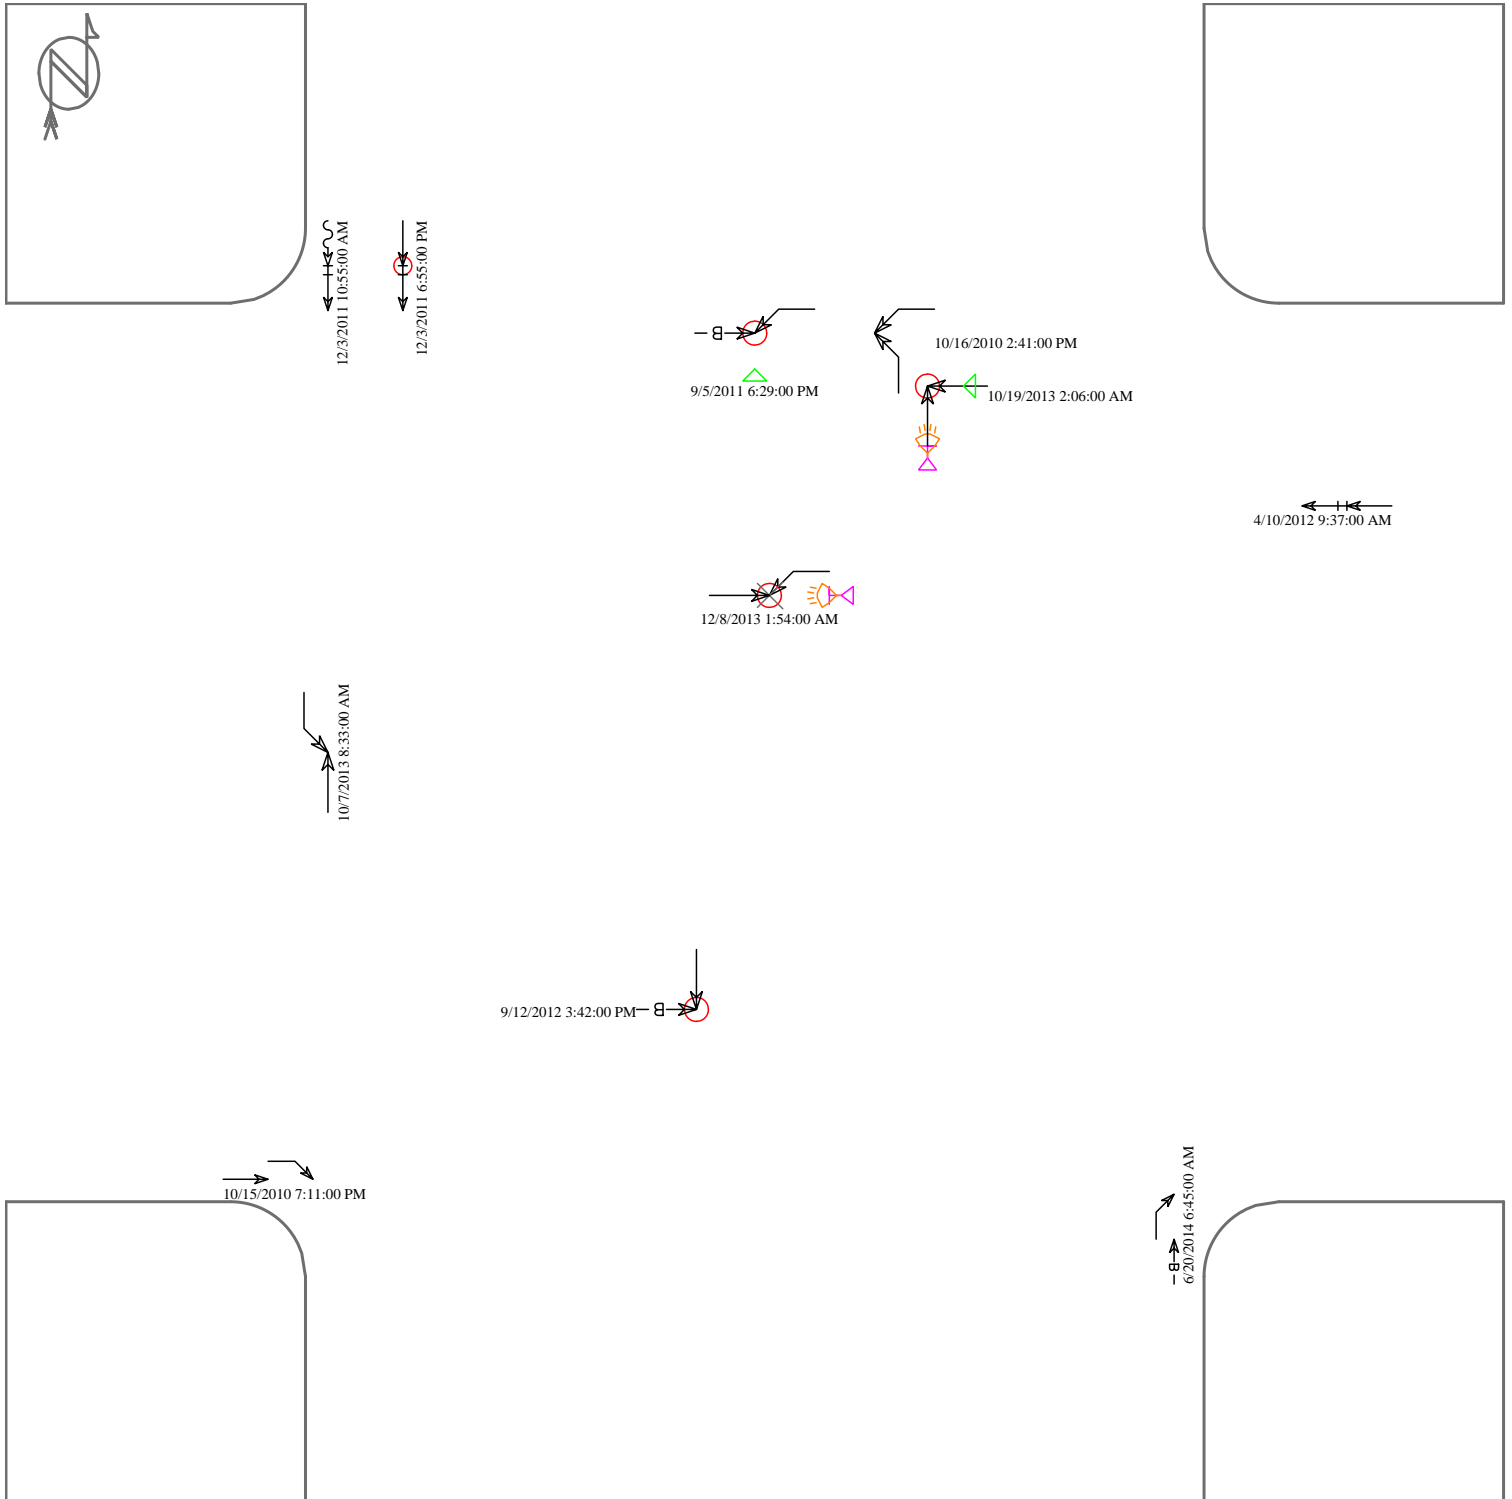 N
12/3/2011 10:55:00 AM
12/3/2011 6:55:00 PM
B
9/5/2011 6:29:00 PM
10/16/2010 2:41:00 PM
10/19/2013 2:06:00 AM
4/10/2012 9:37:00 AM
12/8/2013 1:54:00 AM
10/7/2013 8:33:00 AM
9/12/2012 3:42:00 PM B
10/15/2010 7:11:00 PM
6/20/2014 6:45:00 AM
B